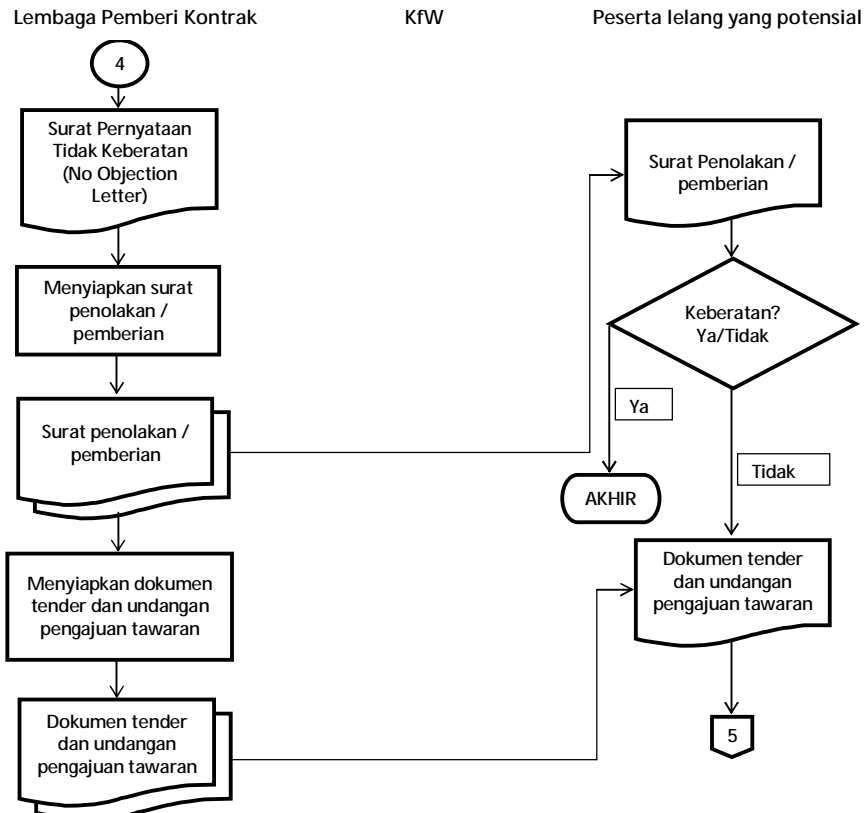 Lembaga Pemberi Kontrak
KfW
Peserta lelang yang potensial
4
Surat Pernyataan
Tidak Keberatan
(No Objection
Letter)
Menyiapkan surat
penolakan /
pemberian
Surat penolakan /
pemberian
Menyiapkan dokumen
tender dan undangan
pengajuan tawaran
Dokumen tender
dan undangan
pengajuan tawaran
Surat Penolakan /
pemberian
Keberatan?
Ya/Tidak
Ya
AKHIR
Tidak
Dokumen tender
dan undangan
pengajuan tawaran
5